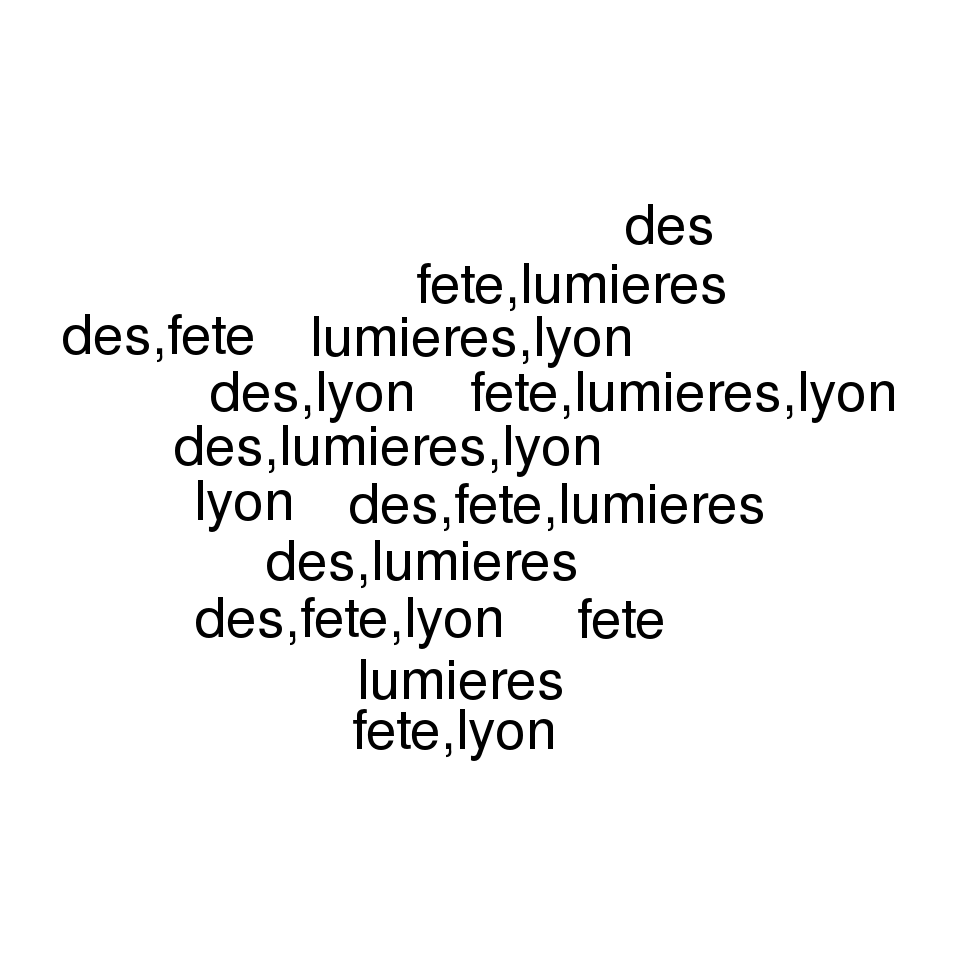 des
fete,lumieres
des,fete lumieres,lyon
des,lyon fete,lumieres,lyon
des,lumieres,lyon
lyon des,fete,lumieres
des,lumieres
des,fete,lyon fete
lumieres
fete,lyon